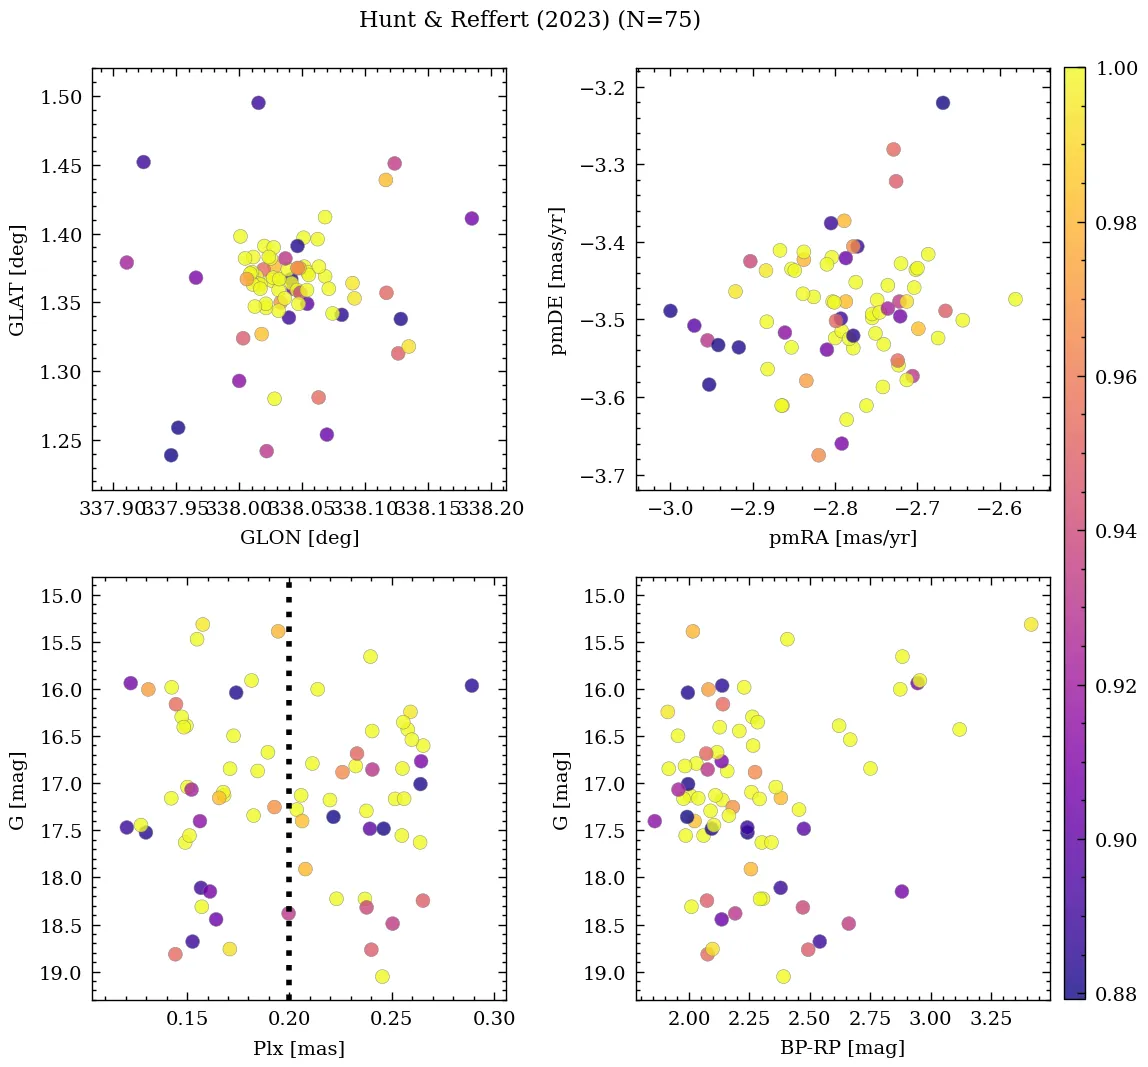 Hunt & Reffert (2023) (N=75)
1.50
1.45
1.40
1.35
1.30
1.25
GLAT [deg]
337.90 337.95 338.00 338.05 338.10 338.15 338.20
GLON [deg]
−3.2
−3.3
−3.4
−3.5
−3.6
−3.7
pmDE [mas/yr]
−3.0 −2.9 −2.8 −2.7 −2.6
pmRA [mas/yr]
15.0
15.5
16.0
16.5
17.0
17.5
18.0
18.5
19.0
G [mag]
0.15 0.20 0.25 0.30
Plx [mas]
15.0
15.5
16.0
16.5
17.0
17.5
18.0
18.5
19.0
G [mag]
2.00 2.25 2.50 2.75 3.00 3.25
BP-RP [mag]
1.00
0.98
0.96
0.94
0.92
0.90
0.88